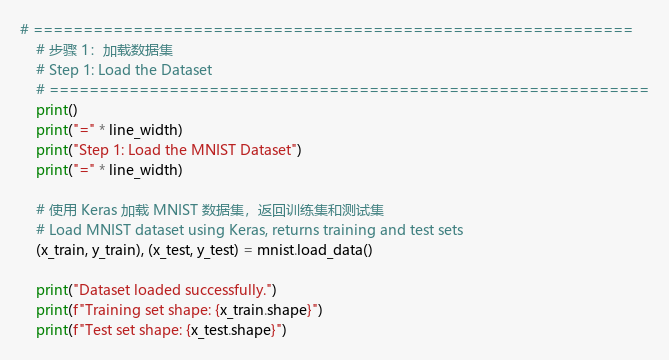 # ============================================================
# 步骤 1：加载数据集
# Step 1: Load the Dataset
# ============================================================
print()
print("=" * line_width)
print("Step 1: Load the MNIST Dataset")
print("=" * line_width)
# 使用 Keras 加载 MNIST 数据集，返回训练集和测试集
# Load MNIST dataset using Keras, returns training and test sets
(x_train, y_train), (x_test, y_test) = mnist.load_data()
print("Dataset loaded successfully.")
print(f"Training set shape: {x_train.shape}")
print(f"Test set shape: {x_test.shape}")